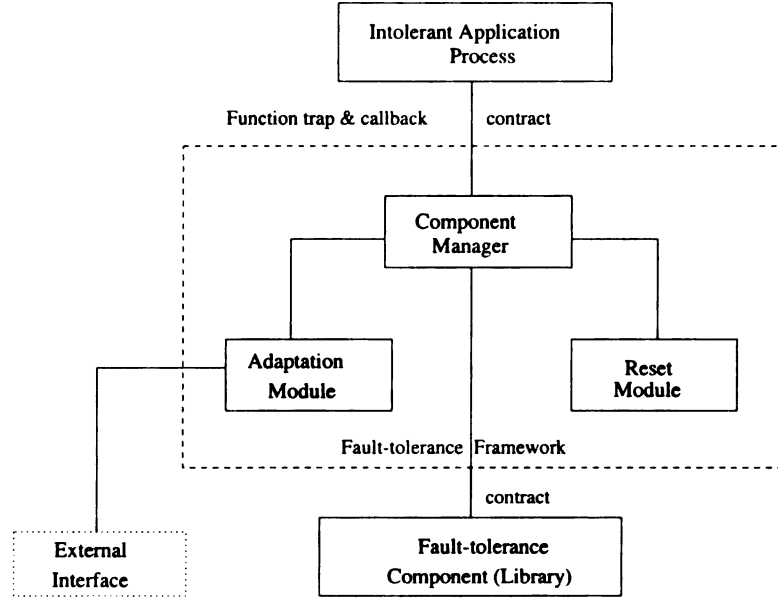 Intolerant Application
Process
Function trap & callback contract
Component
Manager
Adaptation
Module
Reset
Module
Fault-tolerance Framework
contract
External
Interface
Fault-tolerance
Component (Library)